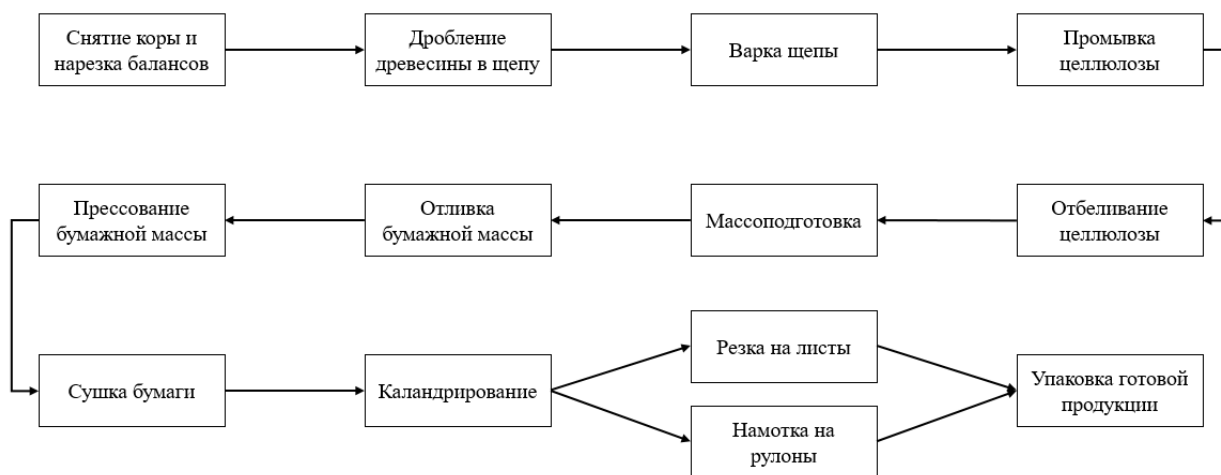 Снятие коры и
нарезка балансов
Дробление
древесины в щепу
Варка щепы
Промывка
целлюлозы
Отбеливание
целлюлозы
Массоподготовка
Отливка
бумажной массы
Прессование
бумажной массы
Сушка бумаги
Каландрирование
Резка на листы
Намотка на
рулоны
Упаковка готовой
продукции